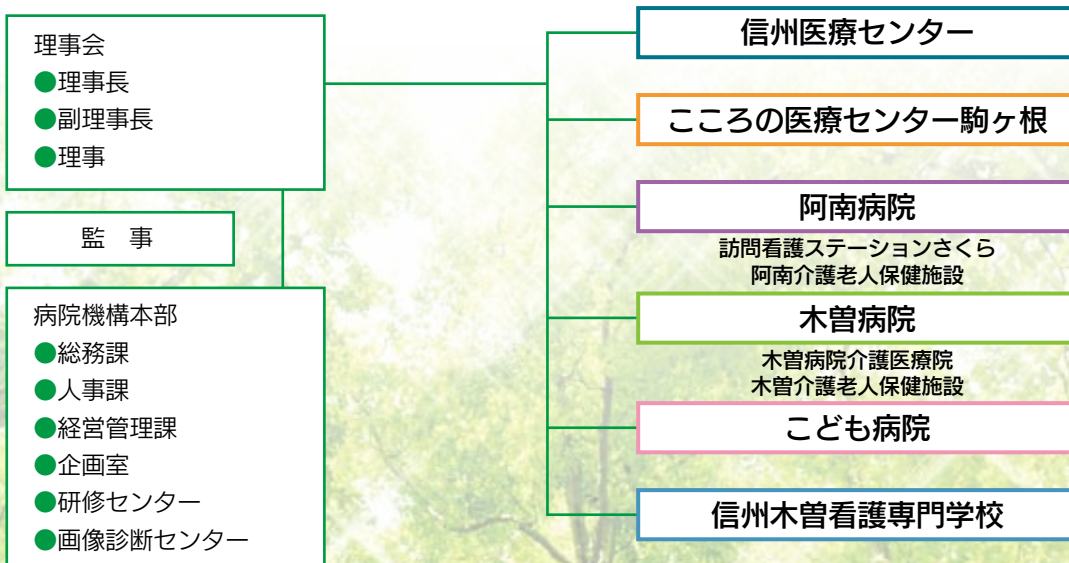 理事会
●理事長
●副理事長
●理事
監　事
病院機構本部
●総務課
●人事課
●経営管理課
●企画室
●研修センター
●画像診断センター
信州医療センター
こころの医療センター駒ヶ根
阿南病院
訪問看護ステーションさくら
阿南介護老人保健施設
木曽病院
木曽病院介護医療院
木曽介護老人保健施設
こども病院
信州木曽看護専門学校